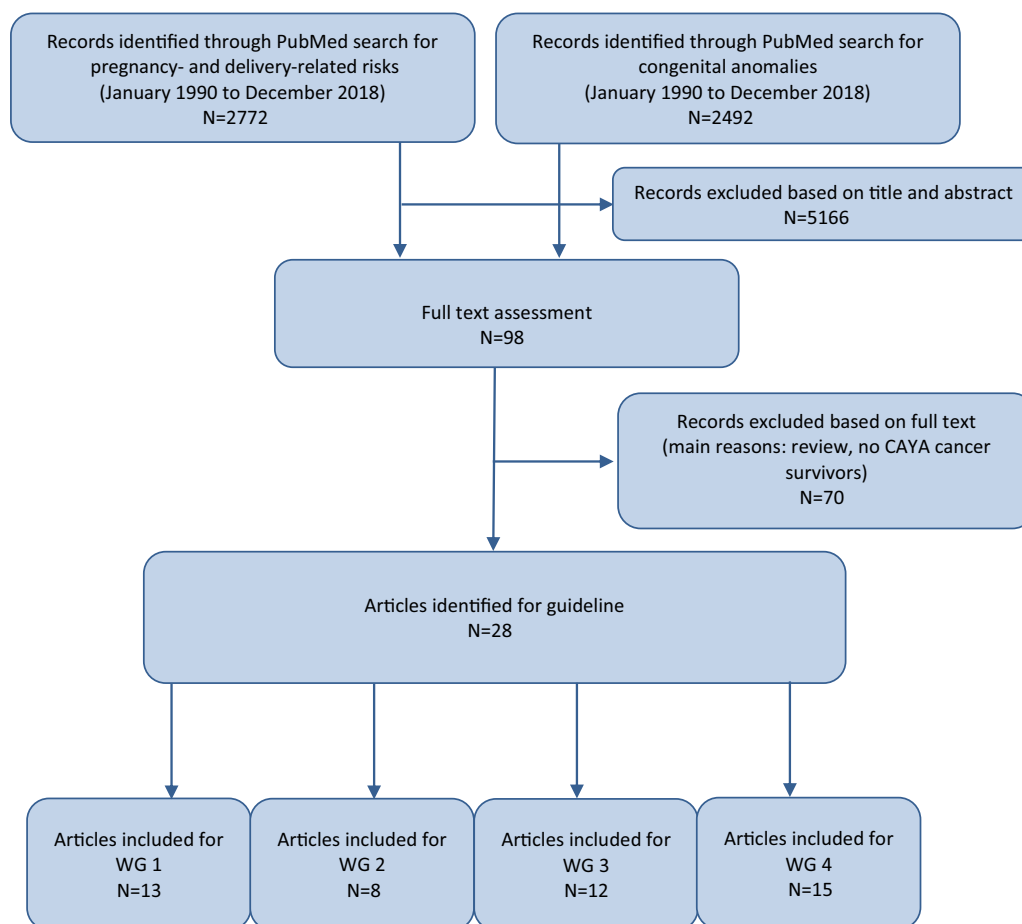 Records identified through PubMed search for
pregnancy- and delivery-related risks
(January 1990 to December 2018)
N=2772
Records identified through PubMed search for
congenital anomalies
(January 1990 to December 2018)
N=2492
Records excluded based on title and abstract
N=5166
Full text assessment
N=98
Records excluded based on full text
(main reasons: review, no CAYA cancer
survivors)
N=70
Articles identified for guideline
N=28
Articles included for
WG 1
N=13
Articles included for
WG 2
N=8
Articles included for
WG 3
N=12
Articles included for
WG 4
N=15